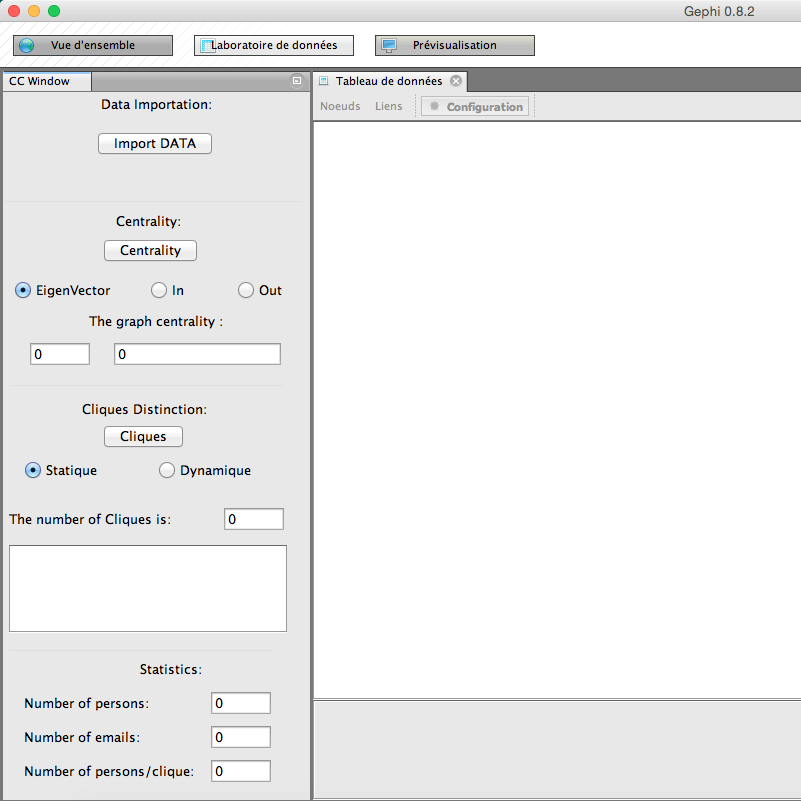 Gephi 0.8.2
Vue d'ensemble
Laboratoire de données
Prévisualisation
CC Window
Tableau de données
Noeuds
Liens
Configuration
Data Importation:
Import DATA
Centrality:
Centrality
EigenVector
In
Out
The graph centrality :
0
0
Cliques Distinction:
Cliques
Statique
Dynamique
The number of Cliques is: 0
Statistics:
Number of persons: 0
Number of emails: 0
Number of persons/clique: 0